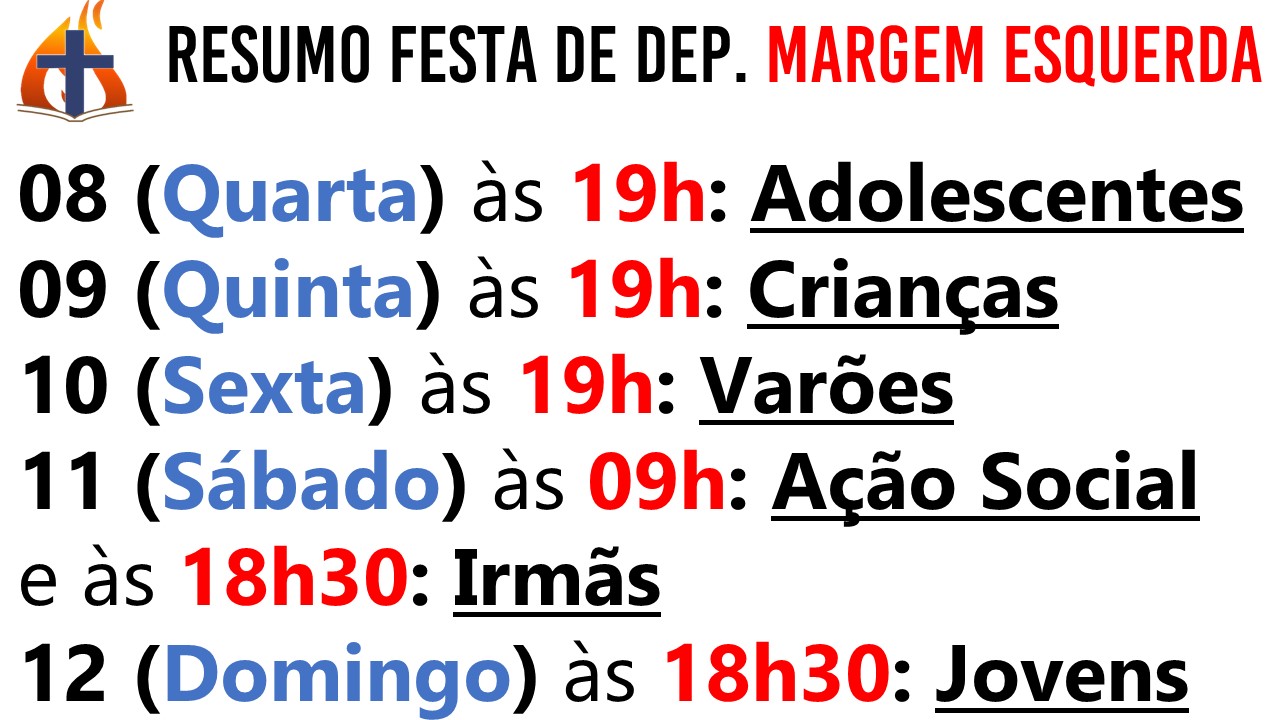 RESUMO FESTA DE DEP. MARGEM ESQUERDA
08 (Quarta) às 19h: Adolescentes
09 (Quinta) às 19h: Crianças
10 (Sexta) às 19h: Varões
11 (Sábado) às 09h: Ação Social
e às 18h30: Irmãs
12 (Domingo) às 18h30: Jovens